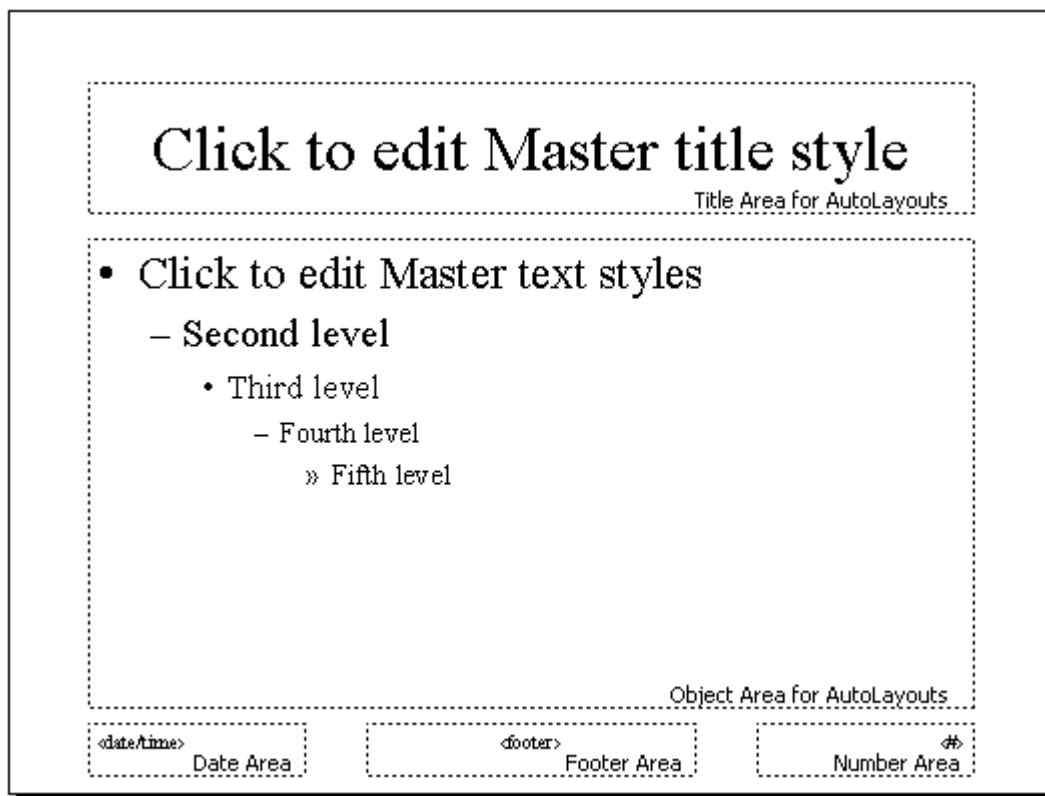 Click to edit Master title style
Title Area for AutoLayouts
• Click to edit Master text styles
– Second level
• Third level
– Fourth level
» Fifth level
Object Area for AutoLayouts
<date/time>
Date Area
<footer>
Footer Area
<#>
Number Area